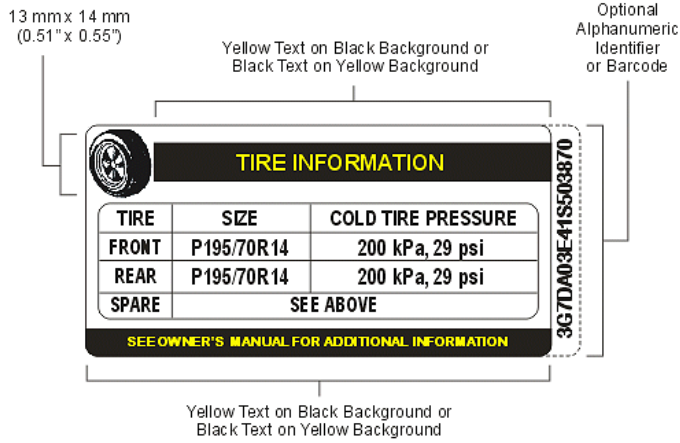 13 mm x 14 mm
(0.51" x 0.55")
Yellow Text on Black Background or
Black Text on Yellow Background
Optional
Alphanumeric
Identifier
or Barcode
TIRE INFORMATION
TIRE SIZE COLD TIRE PRESSURE
FRONT P195/70R14 200 kPa, 29 psi
REAR P195/70R14 200 kPa, 29 psi
SPARE SEE ABOVE
SEE OWNER'S MANUAL FOR ADDITIONAL INFORMATION
3G7DA03E41S503870
Yellow Text on Black Background or
Black Text on Yellow Background